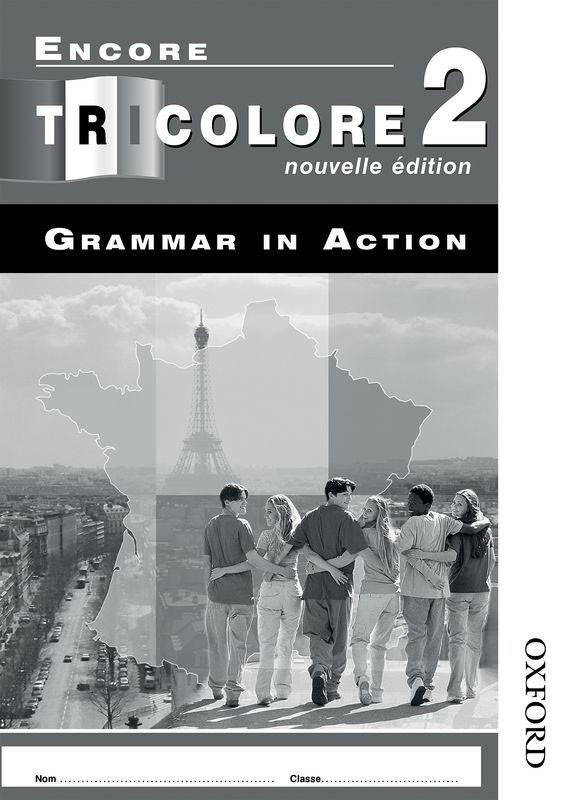 ENCORE
TRICOLORE 2
nouvelle édition
GRAMMAR IN ACTION
OXFORD
Nom ........................................................ Classe..........................................